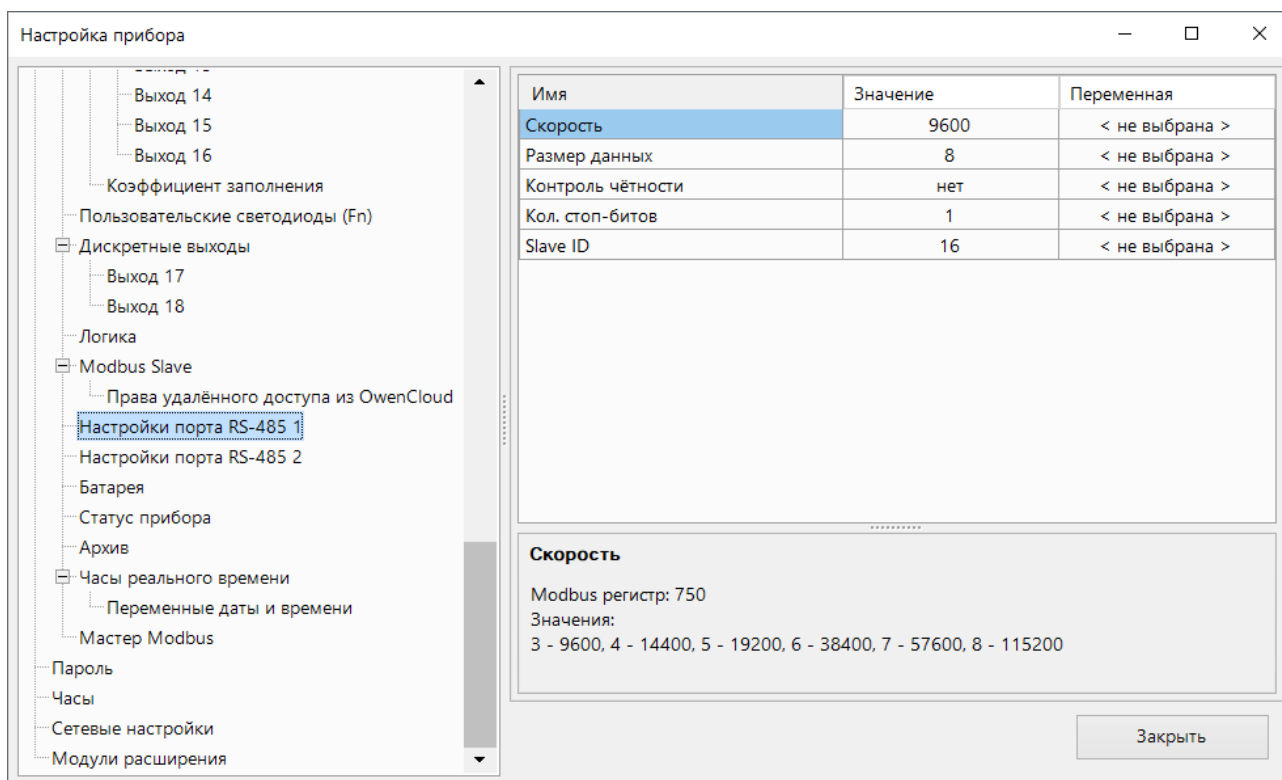 Настройка прибора
Выход 14
Выход 15
Выход 16
Коэффициент заполнения
Пользовательские светодиоды (Fn)
Дискретные выходы
Выход 17
Выход 18
Логика
Modbus Slave
Права удалённого доступа из OwenCloud
Настройки порта RS-485 1
Настройки порта RS-485 2
Батарея
Статус прибора
Архив
Часы реального времени
Переменные даты и времени
Мастер Modbus
Пароль
Часы
Сетевые настройки
Модули расширения
Имя Значение Переменная
Скорость 9600 < не выбрана >
Размер данных 8 < не выбрана >
Контроль чётности нет < не выбрана >
Кол. стоп-битов 1 < не выбрана >
Slave ID 16 < не выбрана >
Скорость
Modbus регистр: 750
Значения:
3 - 9600, 4 - 14400, 5 - 19200, 6 - 38400, 7 - 57600, 8 - 115200
Закрыть